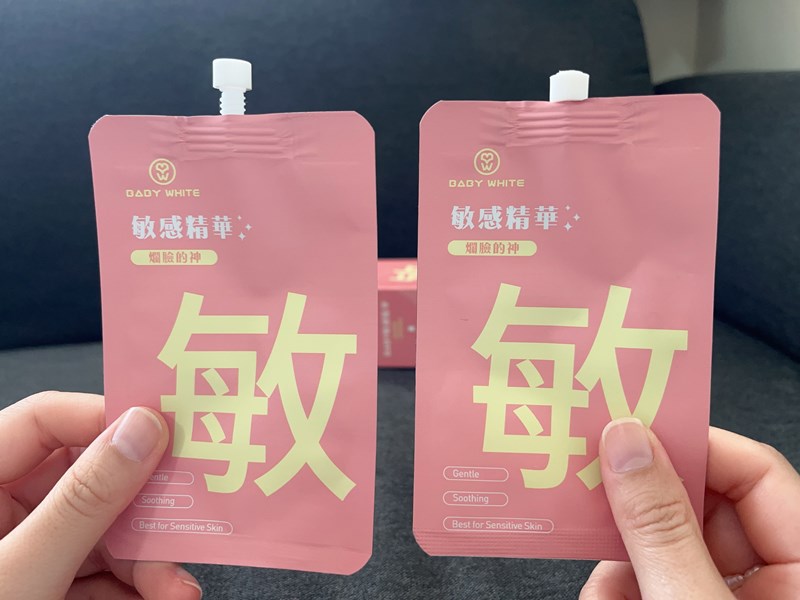 BABY WHITE
敏感精華
爛臉的神
敏
Gentle
Soothing
Best for Sensitive Skin
BABY WHITE
敏感精華
爛臉的神
敏
Gentle
Soothing
Best for Sensitive Skin